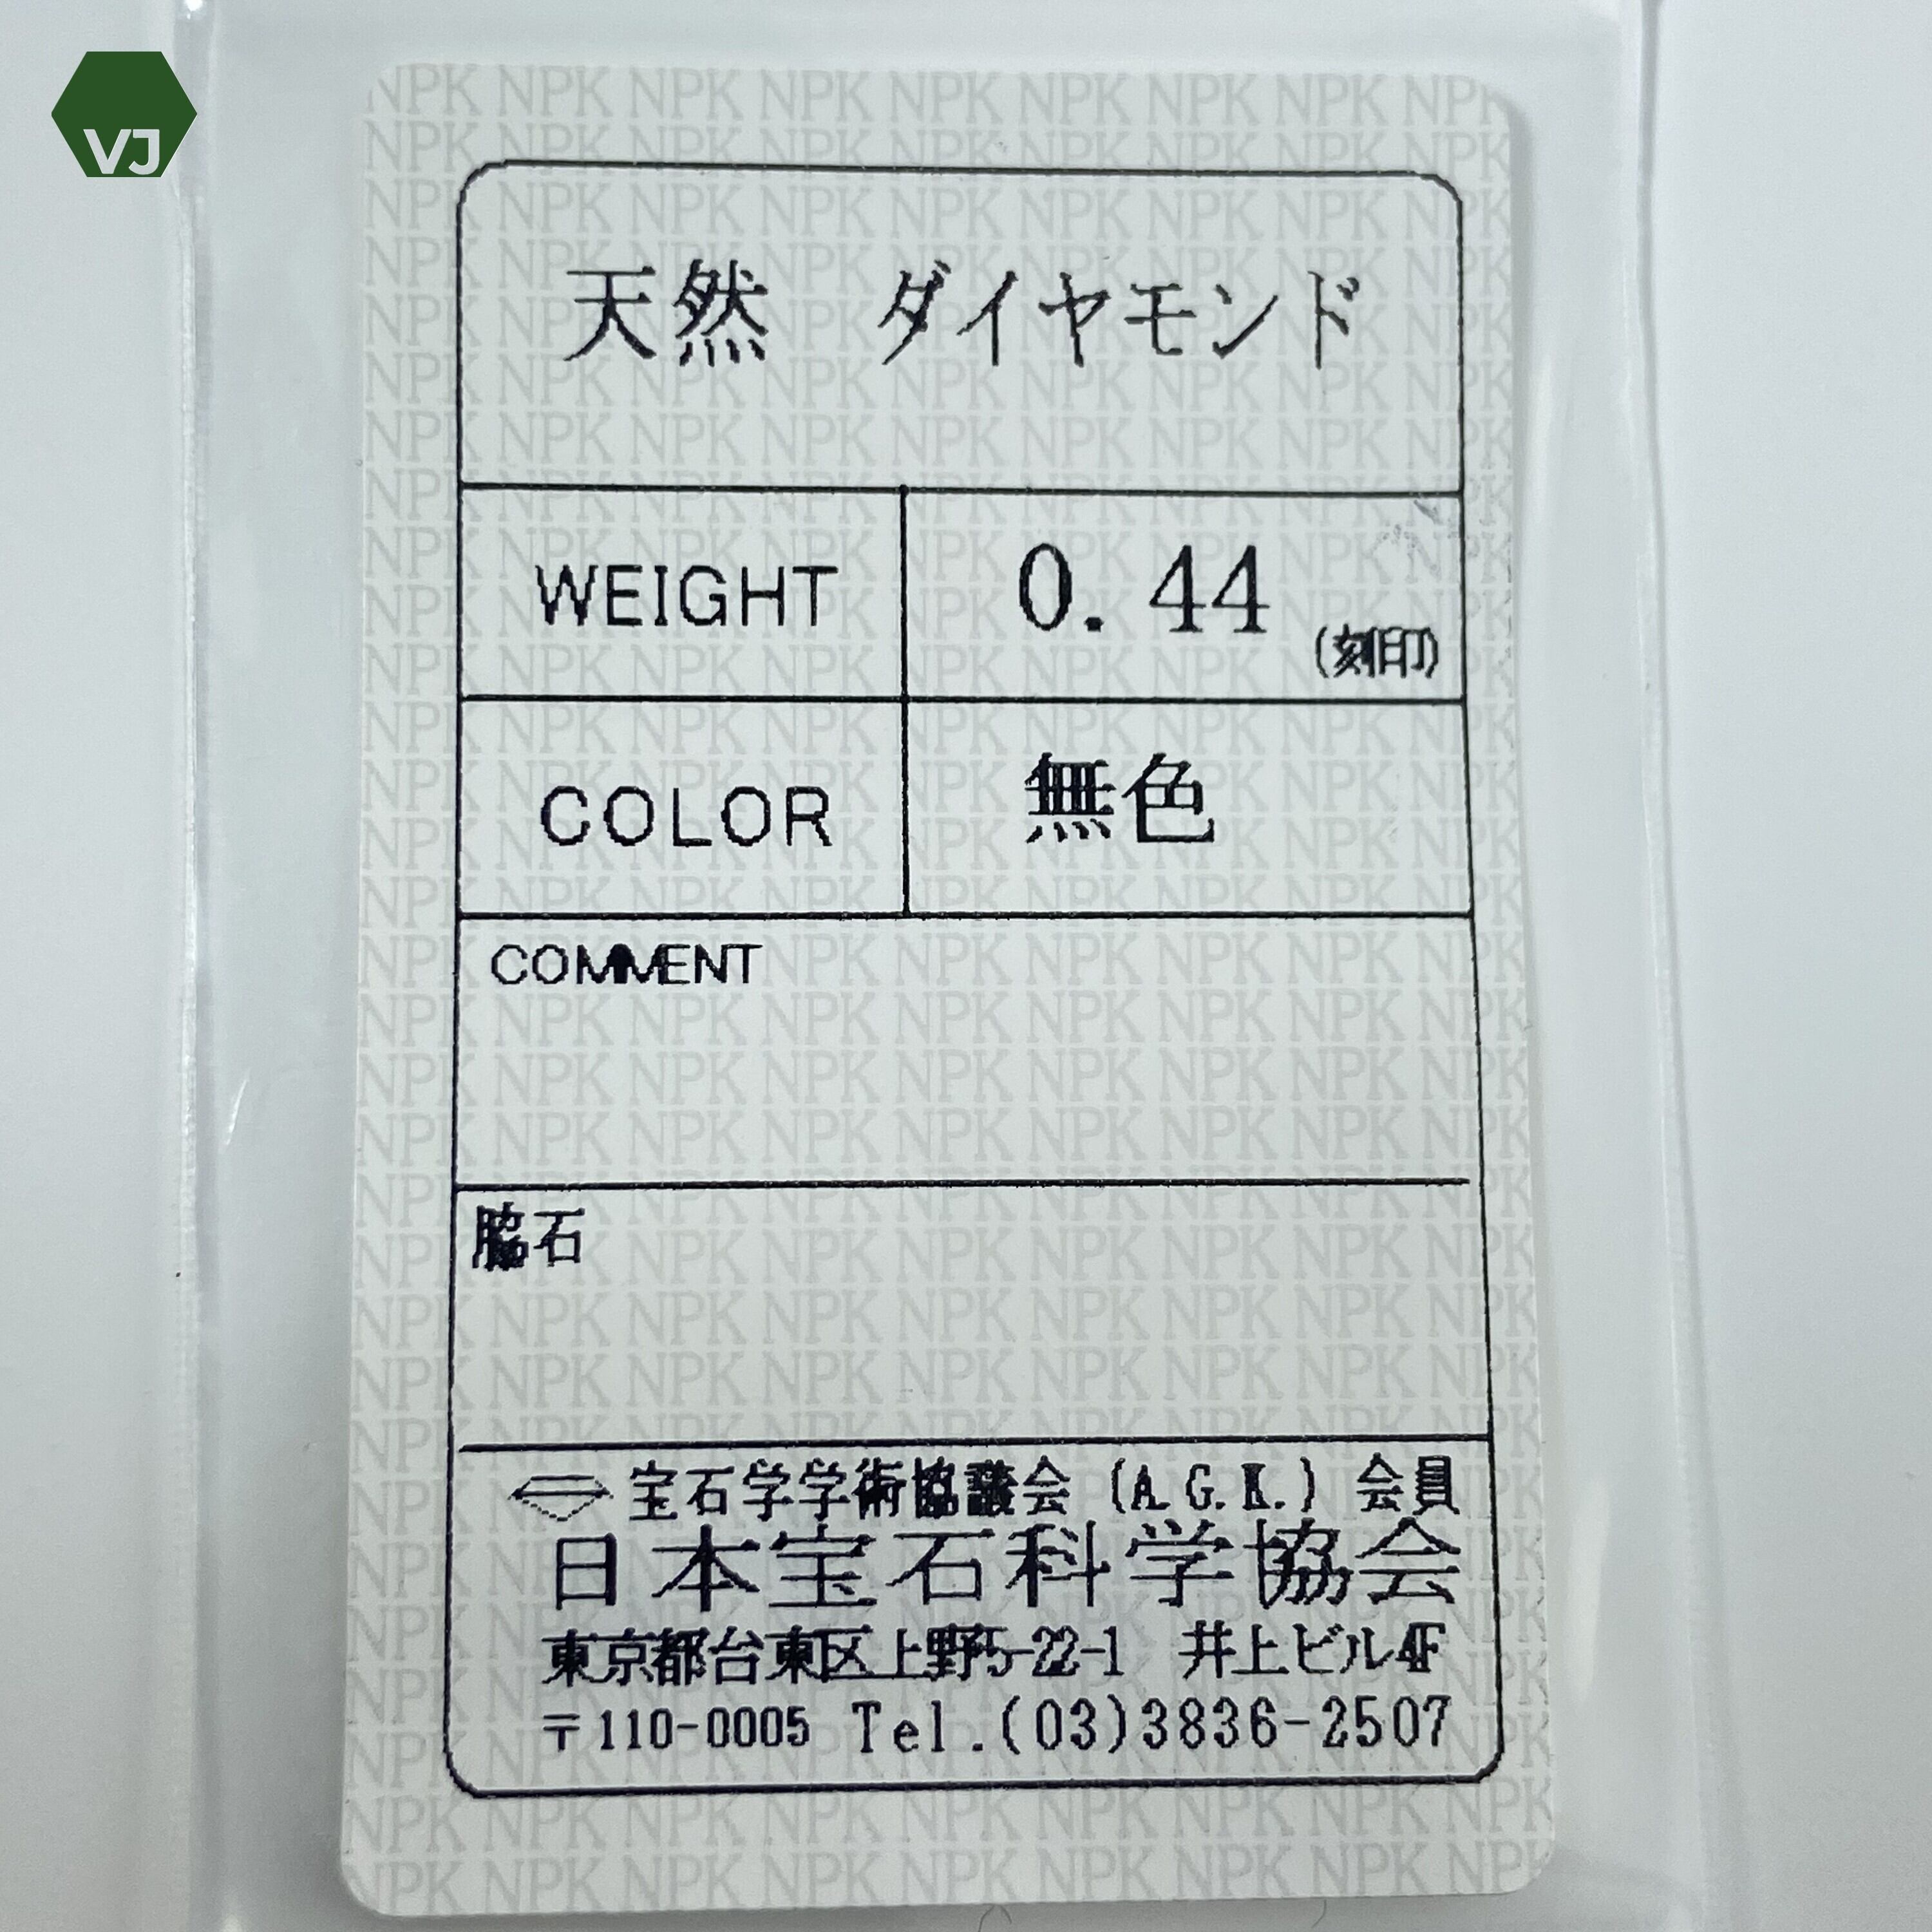 VJ
天然 ダイヤモンド
WEIGHT 0.44 (刻印)
COLOR 無色
COMMENT
脇石
宝石学学術協議会 (A.G.K.) 会員
日本宝石科学協会
東京都台東区上野5-22-1 井上ビル4F
〒110-0005 Tel.(03)3836-2507